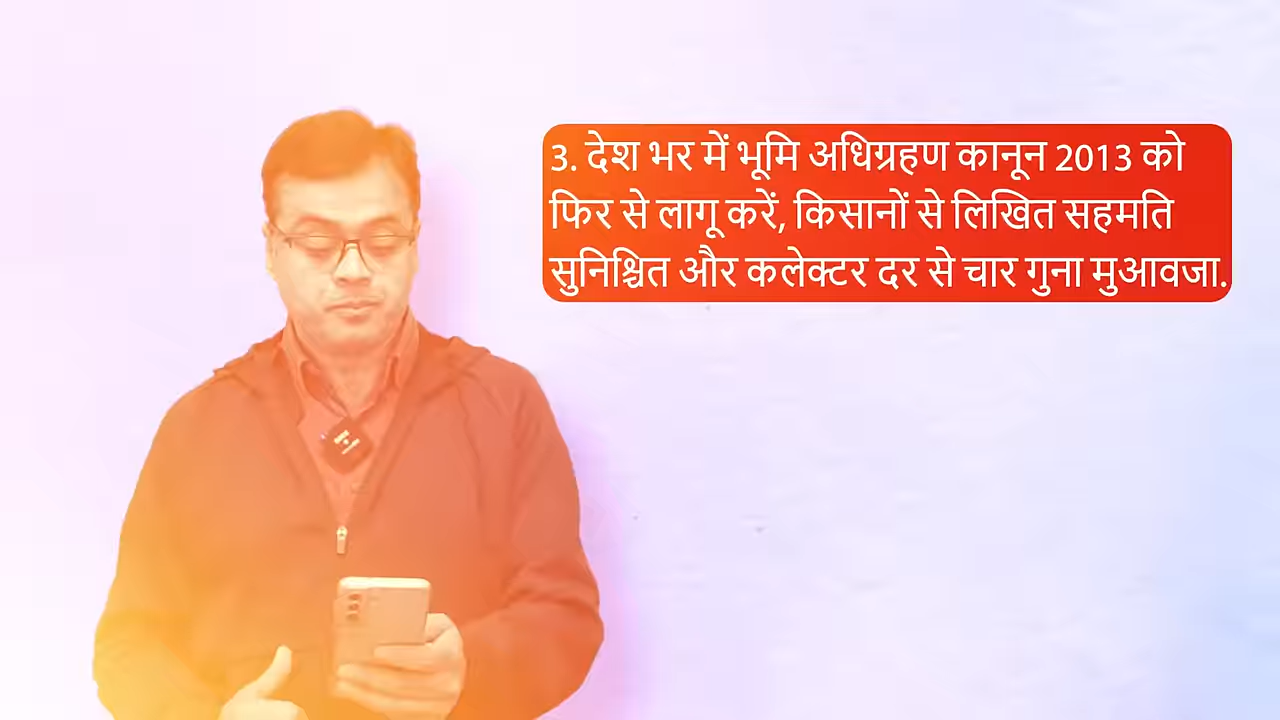 3. देश भर में भूमि अधिग्रहण कानून 2013 को
फिर से लागू करें, किसानों से लिखित सहमति
सुनिश्चित और कलेक्टर दर से चार गुना मुआवजा.